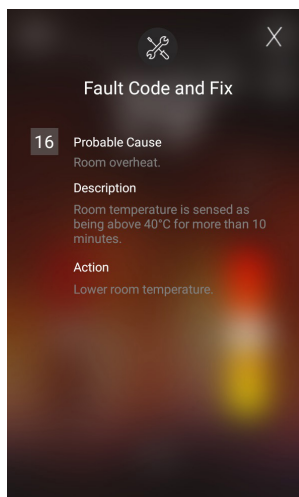 X
Fault Code and Fix
16
Probable Cause
Room overheat.
Description
Room temperature is sensed as
being above 40°C for more than 10
minutes.
Action
Lower room temperature.